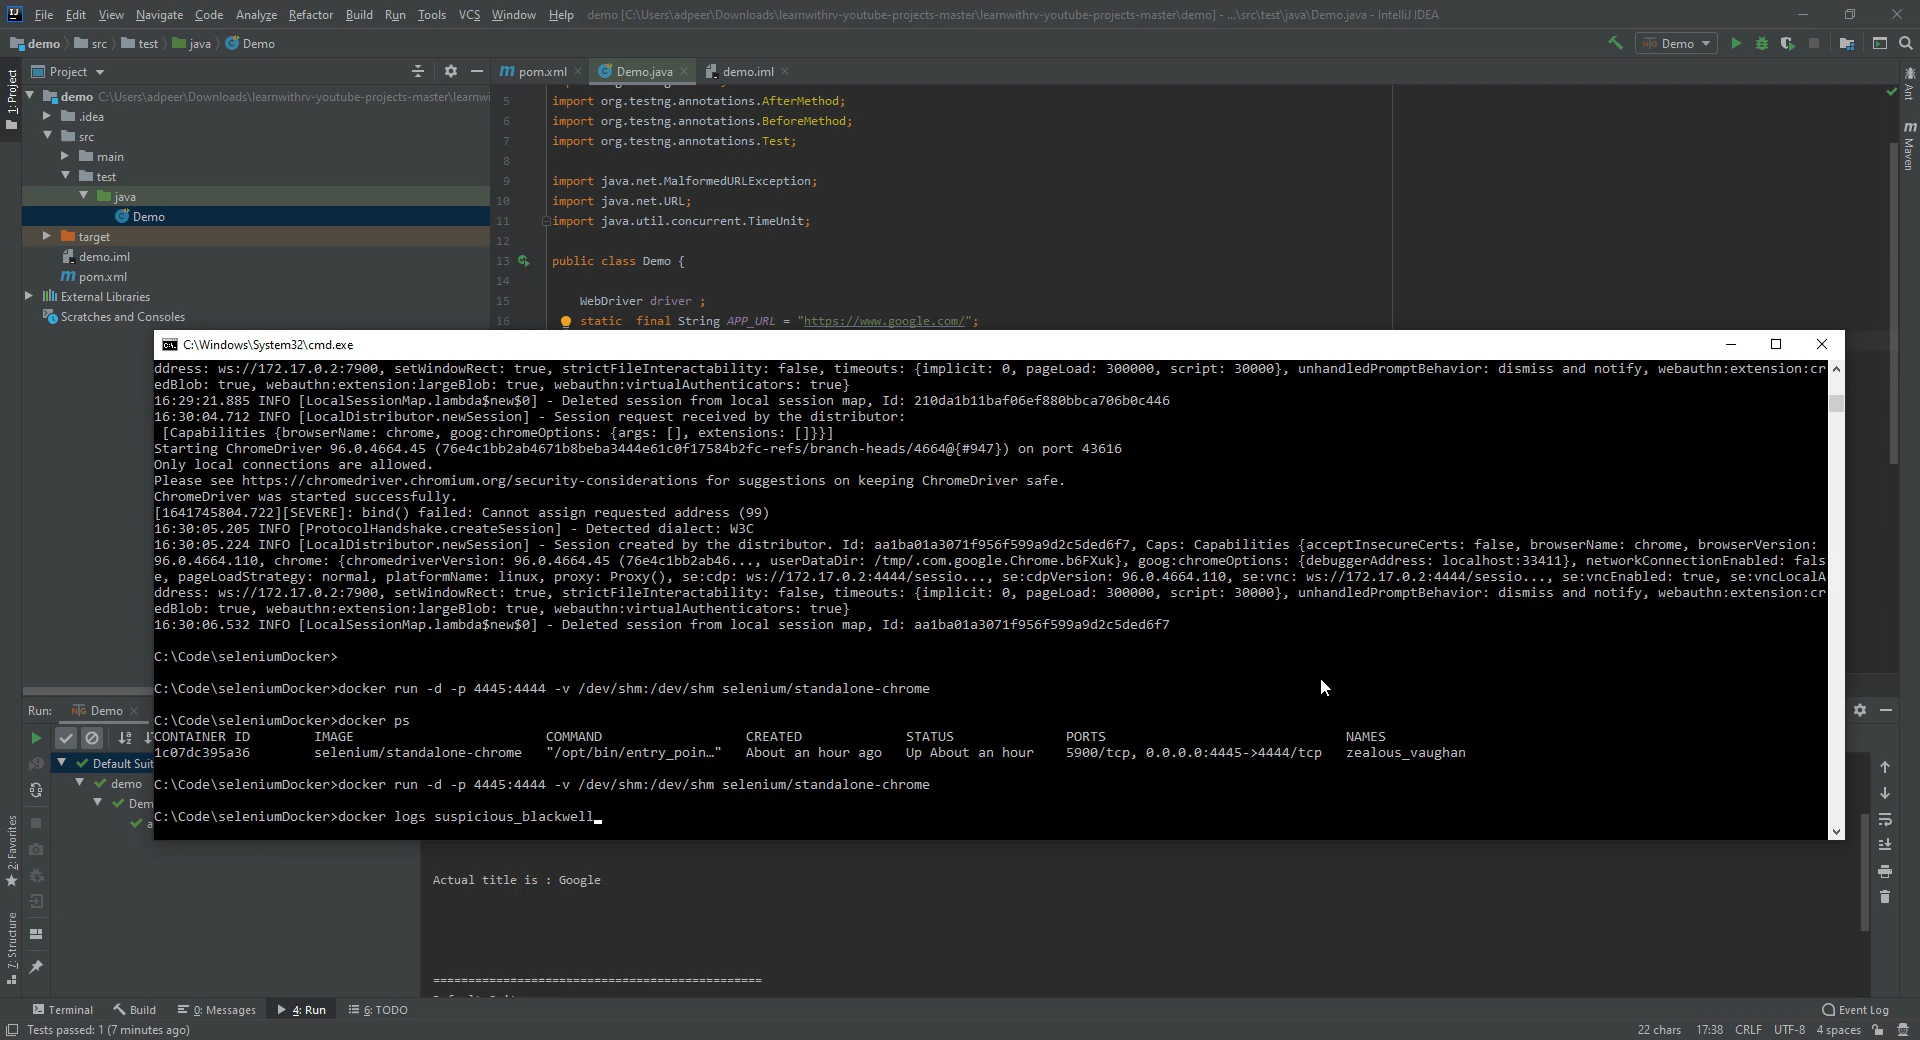 File Edit View Navigate Code Analyze Refactor Build Run Tools VCS Window Help demo [C:\Users\adpeer\Downloads\learnwithrv-youtube-projects-master\learnwithrv-youtube-projects-master\demo] - ...\src\test\java\Demo.java - IntelliJ IDEA
demo src test java Demo
Demo
1: Project
Project
pom.xml
Demo.java
demo.iml
demo C:\Users\adpeer\Downloads\learnwithrv-youtube-projects-master\learnwi
.idea
src
main
test
java
Demo
target
demo.iml
pom.xml
External Libraries
Scratches and Consoles
5 import org.testng.annotations.AfterMethod;
6 import org.testng.annotations.BeforeMethod;
7 import org.testng.annotations.Test;
8
9 import java.net.MalformedURLException;
10 import java.net.URL;
11 import java.util.concurrent.TimeUnit;
12
13 public class Demo {
14
15 WebDriver driver ;
16 static final String APP_URL = "https://www.google.com/";
Ant
Maven
C:\Windows\System32\cmd.exe
ddress: ws://172.17.0.2:7900, setWindowRect: true, strictFileInteractability: false, timeouts: {implicit: 0, pageLoad: 300000, script: 30000}, unhandledPromptBehavior: dismiss and notify, webauthn:extension:cr
edBlob: true, webauthn:extension:largeBlob: true, webauthn:virtualAuthenticators: true}
16:29:21.885 INFO [LocalSessionMap.lambda$new$0] - Deleted session from local session map, Id: 210da1b11baf06ef880bbca706b0c446
16:30:04.712 INFO [LocalDistributor.newSession] - Session request received by the distributor:
[Capabilities {browserName: chrome, goog:chromeOptions: {args: [], extensions: []}}]
Starting ChromeDriver 96.0.4664.45 (76e4c1bb2ab4671b8beba3444e61c0f17584b2fc-refs/branch-heads/4664@{#947}) on port 43616
Only local connections are allowed.
Please see https://chromedriver.chromium.org/security-considerations for suggestions on keeping ChromeDriver safe.
ChromeDriver was started successfully.
[1641745804.722][SEVERE]: bind() failed: Cannot assign requested address (99)
16:30:05.205 INFO [ProtocolHandshake.createSession] - Detected dialect: W3C
16:30:05.224 INFO [LocalDistributor.newSession] - Session created by the distributor. Id: aa1ba01a3071f956f599a9d2c5ded6f7, Caps: Capabilities {acceptInsecureCerts: false, browserName: chrome, browserVersion:
96.0.4664.110, chrome: {chromedriverVersion: 96.0.4664.45 (76e4c1bb2ab46..., userDataDir: /tmp/.com.google.Chrome.b6FXuk}, goog:chromeOptions: {debuggerAddress: localhost:33411}, networkConnectionEnabled: fals
e, pageLoadStrategy: normal, platformName: linux, proxy: Proxy(), se:cdp: ws://172.17.0.2:4444/sessio..., se:cdpVersion: 96.0.4664.110, se:vnc: ws://172.17.0.2:4444/sessio..., se:vncEnabled: true, se:vncLocalA
ddress: ws://172.17.0.2:7900, setWindowRect: true, strictFileInteractability: false, timeouts: {implicit: 0, pageLoad: 300000, script: 30000}, unhandledPromptBehavior: dismiss and notify, webauthn:extension:cr
edBlob: true, webauthn:extension:largeBlob: true, webauthn:virtualAuthenticators: true}
16:30:06.532 INFO [LocalSessionMap.lambda$new$0] - Deleted session from local session map, Id: aa1ba01a3071f956f599a9d2c5ded6f7
C:\Code\seleniumDocker>
C:\Code\seleniumDocker>docker run -d -p 4445:4444 -v /dev/shm:/dev/shm selenium/standalone-chrome
C:\Code\seleniumDocker>docker ps
CONTAINER ID IMAGE COMMAND CREATED STATUS PORTS NAMES
1c07dc395a36 selenium/standalone-chrome "/opt/bin/entry_poin…" About an hour ago Up About an hour 5900/tcp, 0.0.0.0:4445->4444/tcp zealous_vaughan
C:\Code\seleniumDocker>docker run -d -p 4445:4444 -v /dev/shm:/dev/shm selenium/standalone-chrome
C:\Code\seleniumDocker>docker logs suspicious_blackwell
Run: Demo
Default Suit
demo
Dem
a
Actual title is : Google
===============================================
2: Favorites
7: Structure
Terminal Build 0: Messages 4: Run 6: TODO Event Log
Tests passed: 1 (7 minutes ago) 22 chars 17:38 CRLF UTF-8 4 spaces